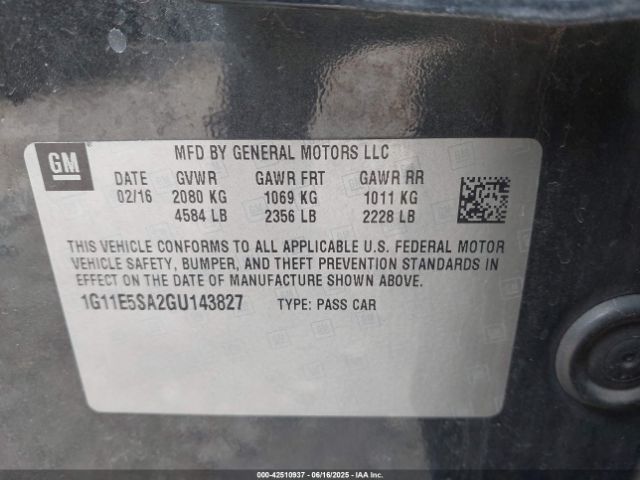 GM
MFD BY GENERAL MOTORS LLC
DATE GVWR GAWR FRT GAWR RR
02/16 2080 KG 1069 KG 1011 KG
4584 LB 2356 LB 2228 LB
THIS VEHICLE CONFORMS TO ALL APPLICABLE U.S. FEDERAL MOTOR
VEHICLE SAFETY, BUMPER, AND THEFT PREVENTION STANDARDS IN
EFFECT ON THE DATE OF MANUFACTURE SHOWN ABOVE.
1G11E5SA2GU143827 TYPE: PASS CAR
000-42510937 - 06/16/2025 - IAA Inc.